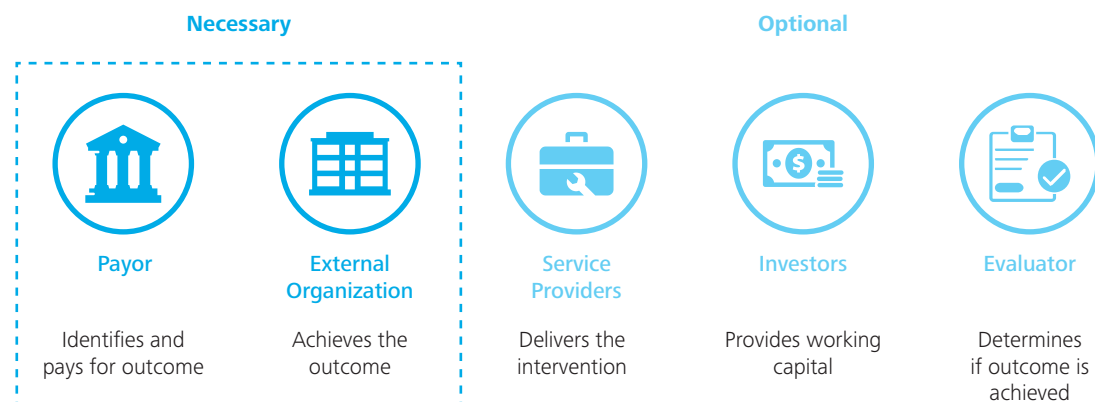 Necessary
Optional
Payor
Identifies and
pays for outcome
External
Organization
Achieves the
outcome
Service
Providers
Delivers the
intervention
Investors
Provides working
capital
Evaluator
Determines
if outcome is
achieved